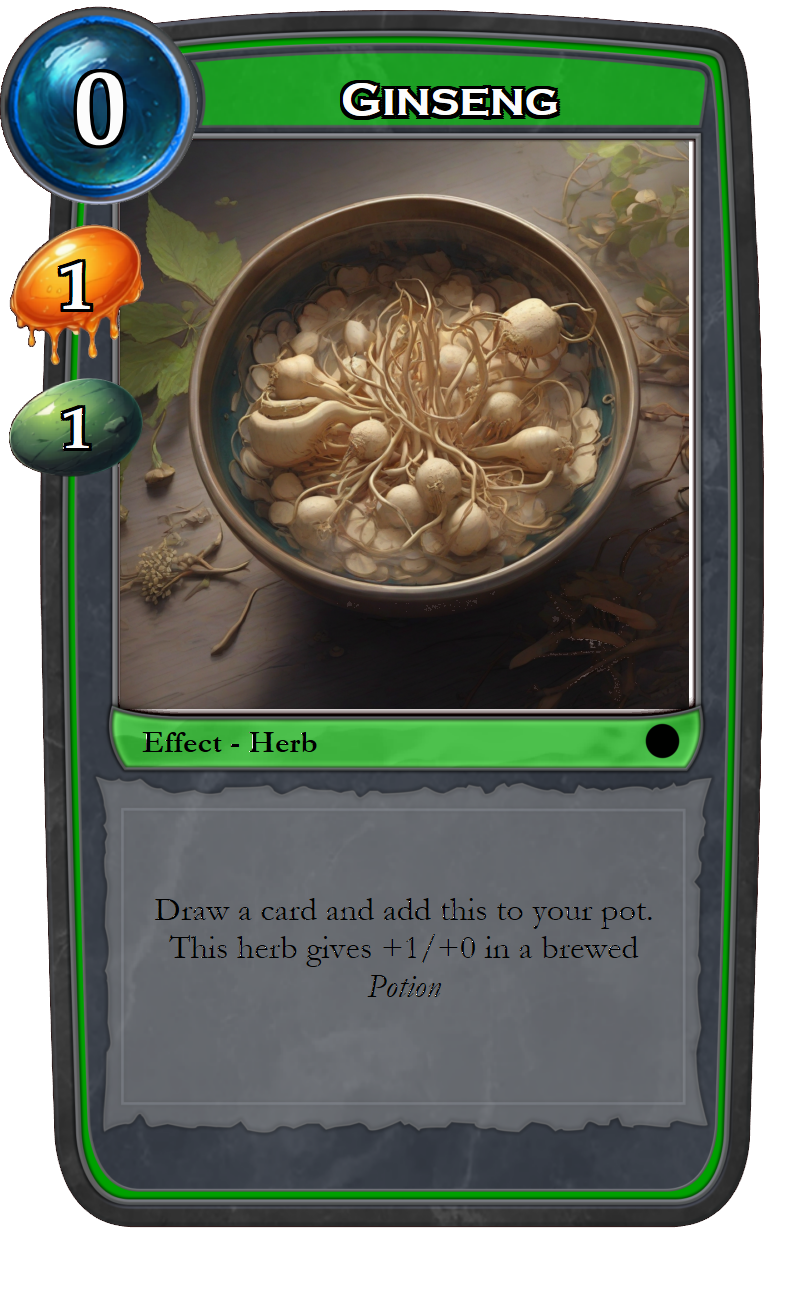 0
Ginseng
1
1
Effect - Herb
Draw a card and add this to your pot.
This herb gives +1/+0 in a brewed
Potion